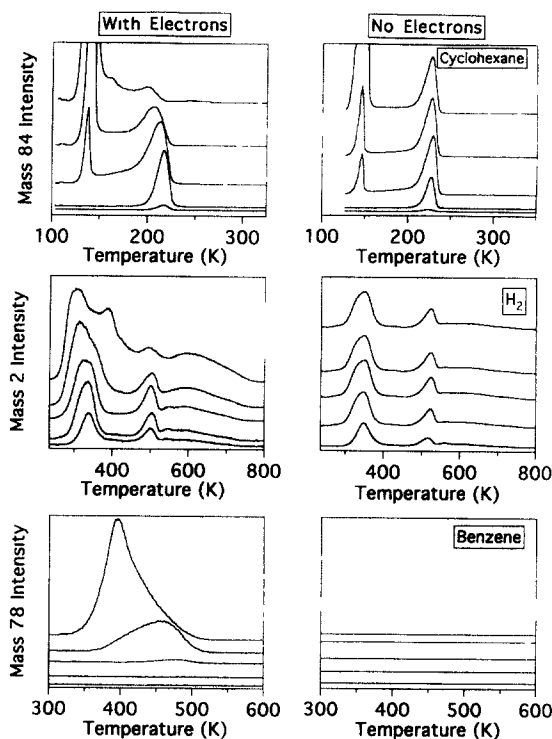 With Electrons
No Electrons
Mass 84 Intensity
Cyclohexane
100 200 300
100 200 300
Temperature (K)
Temperature (K)
Mass 2 Intensity
H2
400 600 800
400 600 800
Temperature (K)
Temperature (K)
Mass 78 Intensity
Benzene
300 400 500 600
300 400 500 600
Temperature (K)
Temperature (K)